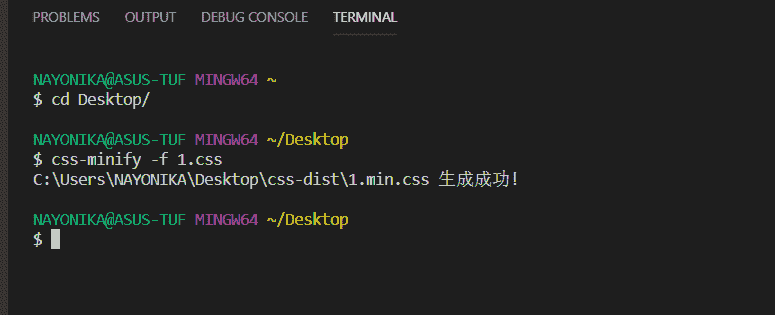 PROBLEMS OUTPUT DEBUG CONSOLE TERMINAL
NAYONIKA@ASUS-TUF MINGW64 ~
$ cd Desktop/
NAYONIKA@ASUS-TUF MINGW64 ~/Desktop
$ css-minify -f 1.css
C:\Users\NAYONIKA\Desktop\css-dist\1.min.css 生成成功!
NAYONIKA@ASUS-TUF MINGW64 ~/Desktop
$